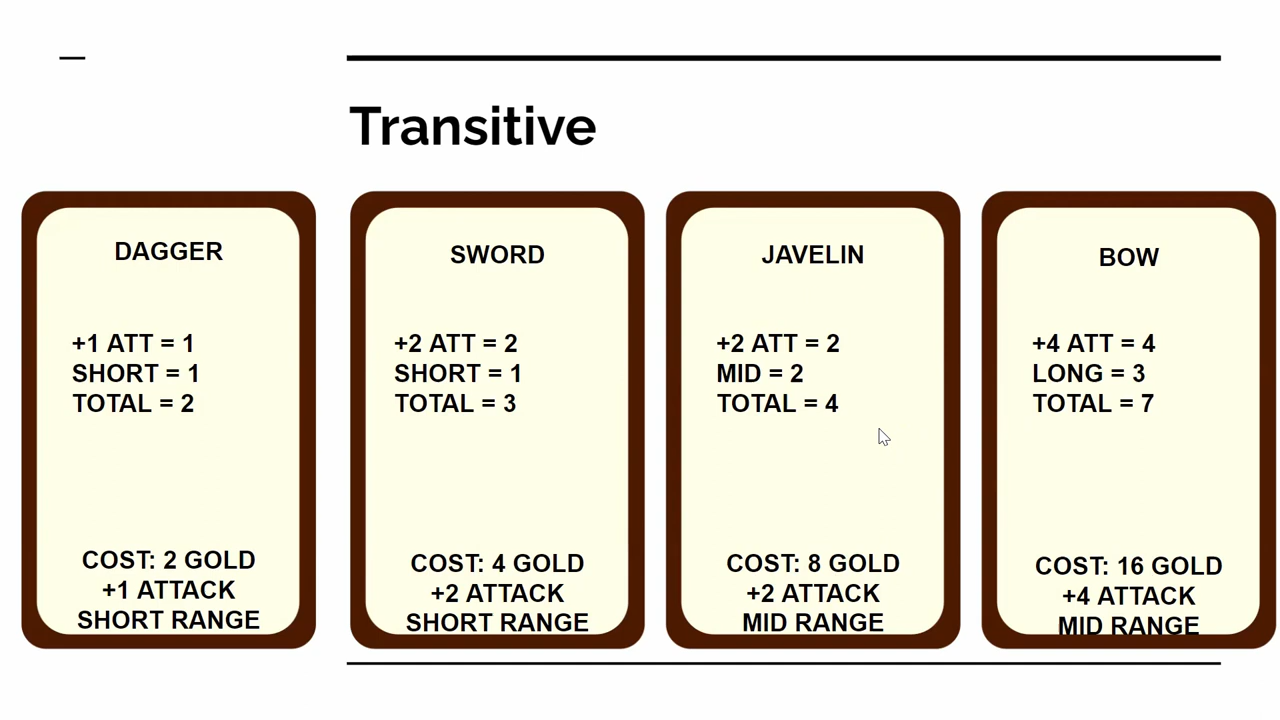 Transitive
DAGGER
+1 ATT = 1
SHORT = 1
TOTAL = 2
COST: 2 GOLD
+1 ATTACK
SHORT RANGE
SWORD
+2 ATT = 2
SHORT = 1
TOTAL = 3
COST: 4 GOLD
+2 ATTACK
SHORT RANGE
JAVELIN
+2 ATT = 2
MID = 2
TOTAL = 4
COST: 8 GOLD
+2 ATTACK
MID RANGE
BOW
+4 ATT = 4
LONG = 3
TOTAL = 7
COST: 16 GOLD
+4 ATTACK
MID RANGE